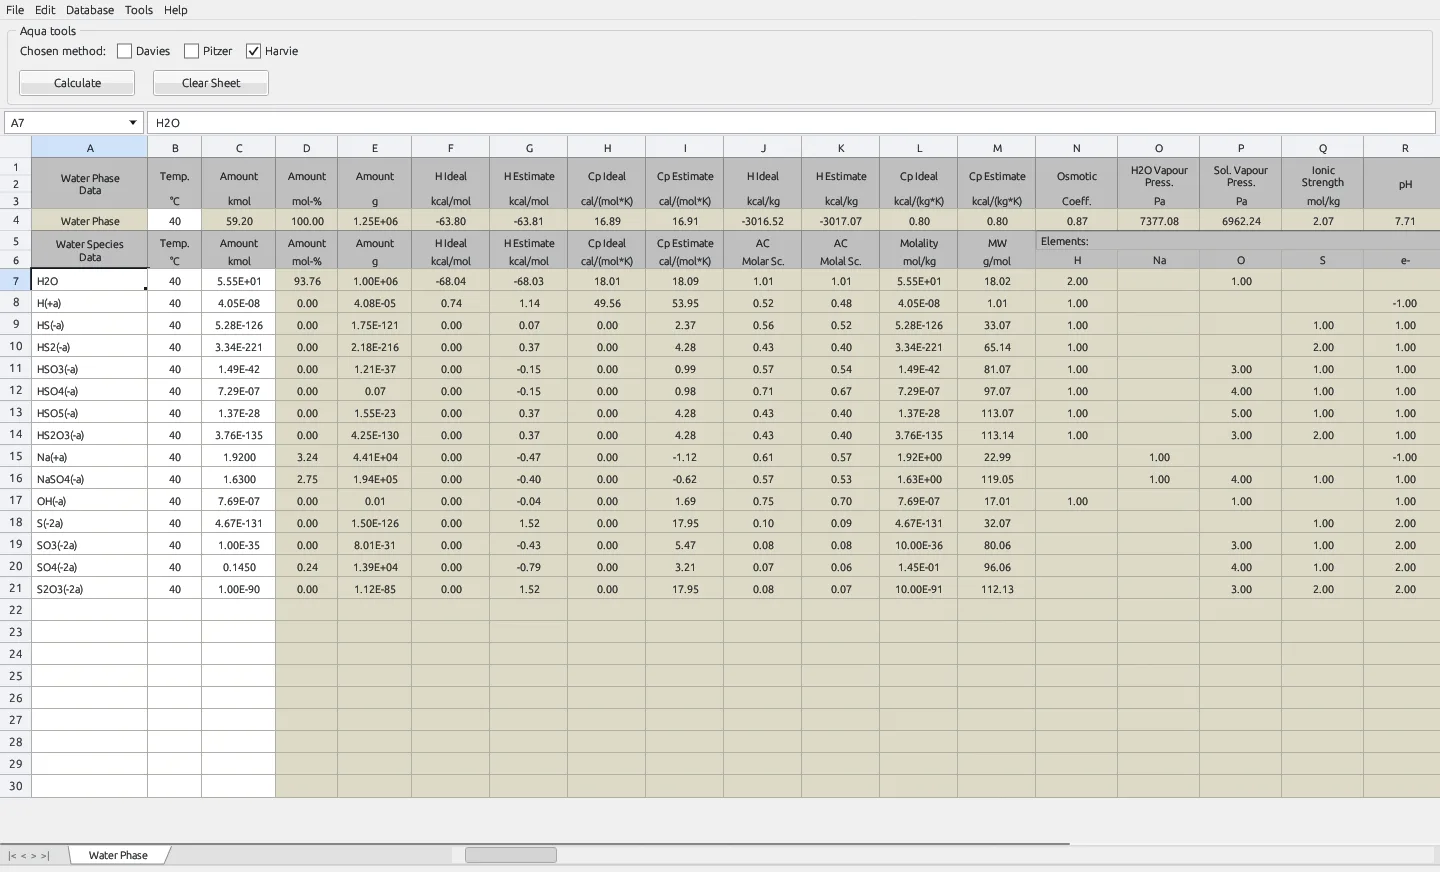 File Edit Database Tools Help
Aqua tools
Chosen method: Davies Pitzer Harvie
Calculate Clear Sheet
A7 H2O
A B C D E F G H I J K L M N O P Q R
1 Water Phase Data Temp. Amount Amount Amount H Ideal H Estimate Cp Ideal Cp Estimate H Ideal H Estimate Cp Ideal Cp Estimate Osmotic H2O Vapour Press. Sol. Vapour Press. Ionic Strength pH
2
3 °C kmol mol-% g kcal/mol kcal/mol cal/(mol*K) cal/(mol*K) kcal/kg kcal/kg kcal/(kg*K) kcal/(kg*K) Coeff. Pa Pa mol/kg
4 Water Phase 40 59.20 100.00 1.25E+06 -63.80 -63.81 16.89 16.91 -3016.52 -3017.07 0.80 0.80 0.87 7377.08 6962.24 2.07 7.71
5 Water Species Data Temp. Amount Amount Amount H Ideal H Estimate Cp Ideal Cp Estimate AC AC Molality MW Elements:
6 °C kmol mol-% g kcal/mol kcal/mol cal/(mol*K) cal/(mol*K) Molar Sc. Molal Sc. mol/kg g/mol H Na O S e-
7 H2O 40 5.55E+01 93.76 1.00E+06 -68.04 -68.03 18.01 18.09 1.01 1.01 5.55E+01 18.02 2.00 1.00
8 H(+a) 40 4.05E-08 0.00 4.08E-05 0.74 1.14 49.56 53.95 0.52 0.48 4.05E-08 1.01 1.00 -1.00
9 HS(-a) 40 5.28E-126 0.00 1.75E-121 0.00 0.07 0.00 2.37 0.56 0.52 5.28E-126 33.07 1.00 1.00 1.00
10 HS2(-a) 40 3.34E-221 0.00 2.18E-216 0.00 0.37 0.00 4.28 0.43 0.40 3.34E-221 65.14 1.00 2.00 1.00
11 HSO3(-a) 40 1.49E-42 0.00 1.21E-37 0.00 -0.15 0.00 0.99 0.57 0.54 1.49E-42 81.07 1.00 3.00 1.00 1.00
12 HSO4(-a) 40 7.29E-07 0.00 0.07 0.00 -0.15 0.00 0.98 0.71 0.67 7.29E-07 97.07 1.00 4.00 1.00 1.00
13 HSO5(-a) 40 1.37E-28 0.00 1.55E-23 0.00 0.37 0.00 4.28 0.43 0.40 1.37E-28 113.07 1.00 5.00 1.00 1.00
14 HS2O3(-a) 40 3.76E-135 0.00 4.25E-130 0.00 0.37 0.00 4.28 0.43 0.40 3.76E-135 113.14 1.00 3.00 2.00 1.00
15 Na(+a) 40 1.9200 3.24 4.41E+04 0.00 -0.47 0.00 -1.12 0.61 0.57 1.92E+00 22.99 1.00 -1.00
16 NaSO4(-a) 40 1.6300 2.75 1.94E+05 0.00 -0.40 0.00 -0.62 0.57 0.53 1.63E+00 119.05 1.00 4.00 1.00 1.00
17 OH(-a) 40 7.69E-07 0.00 0.01 0.00 -0.04 0.00 1.69 0.75 0.70 7.69E-07 17.01 1.00 1.00 1.00
18 S(-2a) 40 4.67E-131 0.00 1.50E-126 0.00 1.52 0.00 17.95 0.10 0.09 4.67E-131 32.07 1.00 2.00
19 SO3(-2a) 40 1.00E-35 0.00 8.01E-31 0.00 -0.43 0.00 5.47 0.08 0.08 10.00E-36 80.06 3.00 1.00 2.00
20 SO4(-2a) 40 0.1450 0.24 1.39E+04 0.00 -0.79 0.00 3.21 0.07 0.06 1.45E-01 96.06 4.00 1.00 2.00
21 S2O3(-2a) 40 1.00E-90 0.00 1.12E-85 0.00 1.52 0.00 17.95 0.08 0.07 10.00E-91 112.13 3.00 2.00 2.00
22
23
24
25
26
27
28
29
30
|< < > >| Water Phase